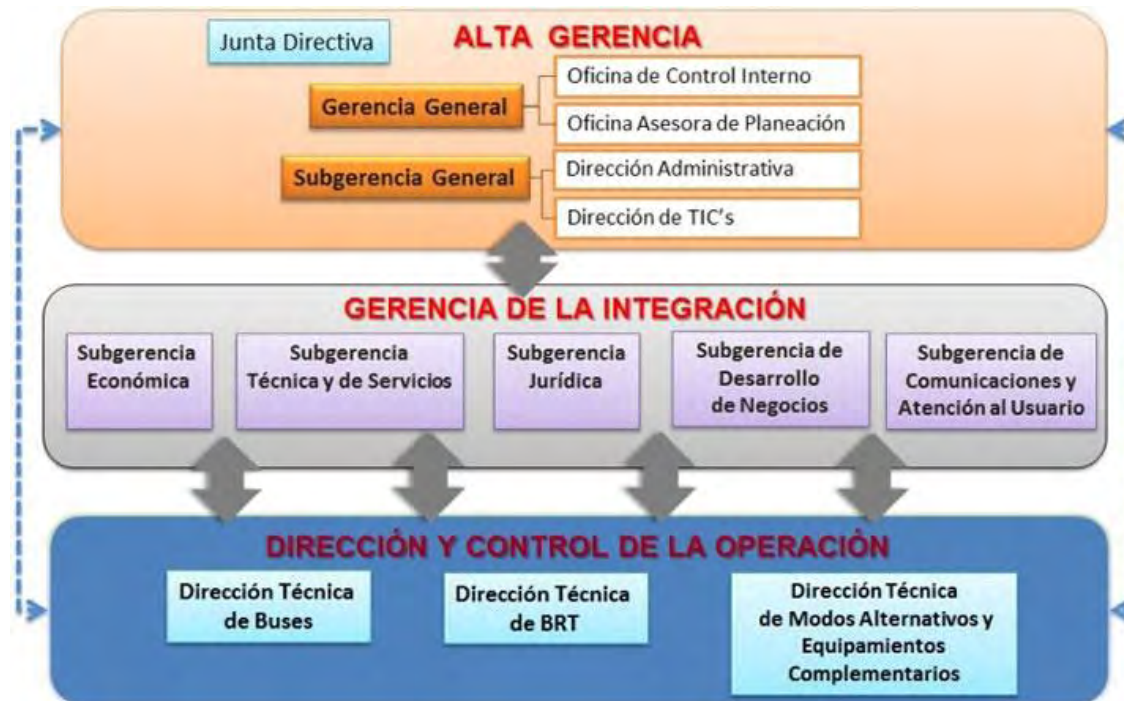 ALTA GERENCIA
Junta Directiva
Gerencia General
Oficina de Control Interno
Oficina Asesora de Planeación
Subgerencia General
Dirección Administrativa
Dirección de TIC's
GERENCIA DE LA INTEGRACIÓN
Subgerencia
Económica
Subgerencia
Técnica y de Servicios
Subgerencia
Jurídica
Subgerencia de
Desarrollo
de Negocios
Subgerencia de
Comunicaciones y
Atención al Usuario
DIRECCIÓN Y CONTROL DE LA OPERACIÓN
Dirección Técnica
de Buses
Dirección Técnica
de BRT
Dirección Técnica
de Modos Alternativos y
Equipamientos
Complementarios